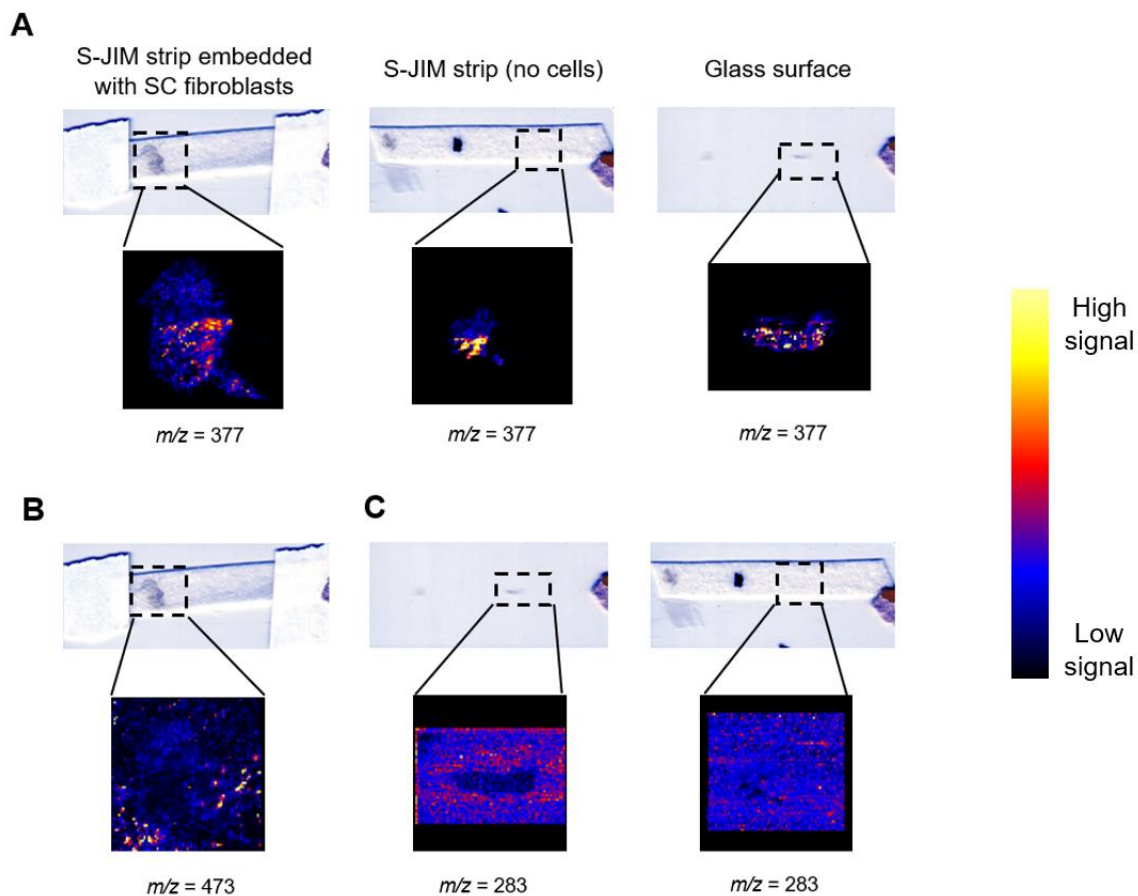 A
S-JIM strip embedded
with SC fibroblasts
S-JIM strip (no cells)
Glass surface
m/z = 377
m/z = 377
m/z = 377
High
signal
Low
signal
B
C
m/z = 473
m/z = 283
m/z = 283